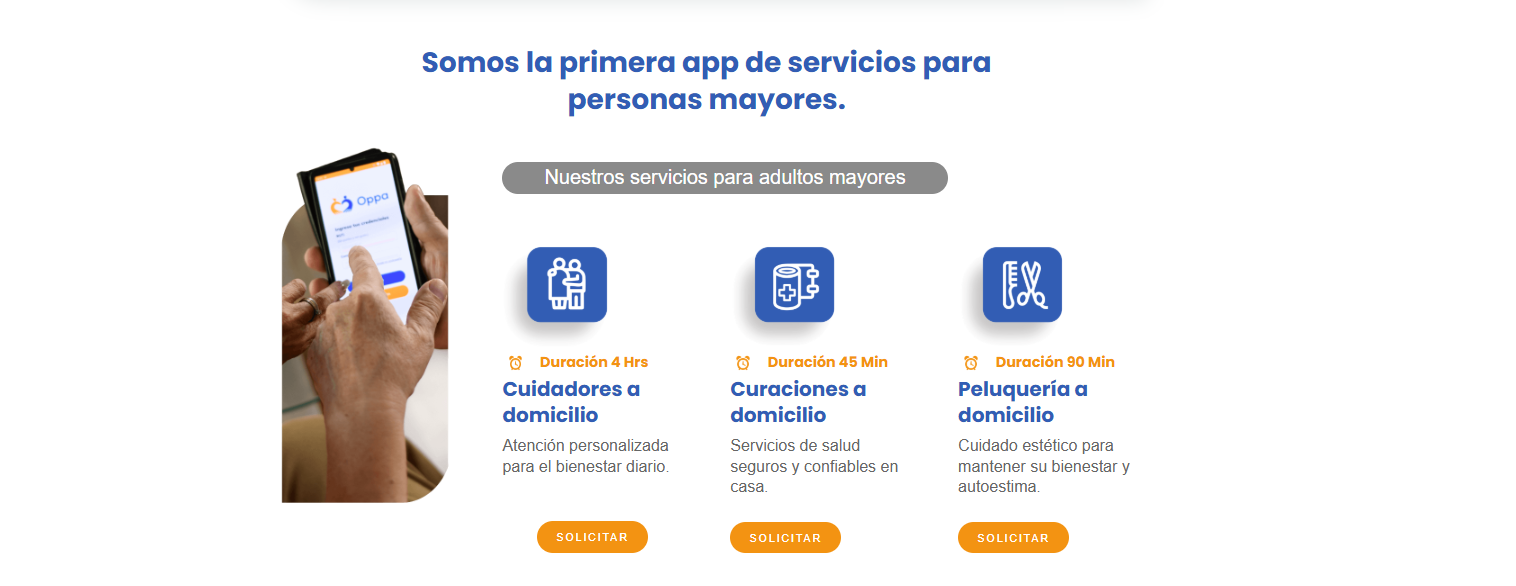 Somos la primera app de servicios para
personas mayores.
Nuestros servicios para adultos mayores
Oppa
Duración 4 Hrs
Cuidadores a
domicilio
Atención personalizada
para el bienestar diario.
SOLICITAR
Duración 45 Min
Curaciones a
domicilio
Servicios de salud
seguros y confiables en
casa.
SOLICITAR
Duración 90 Min
Peluquería a
domicilio
Cuidado estético para
mantener su bienestar y
autoestima.
SOLICITAR